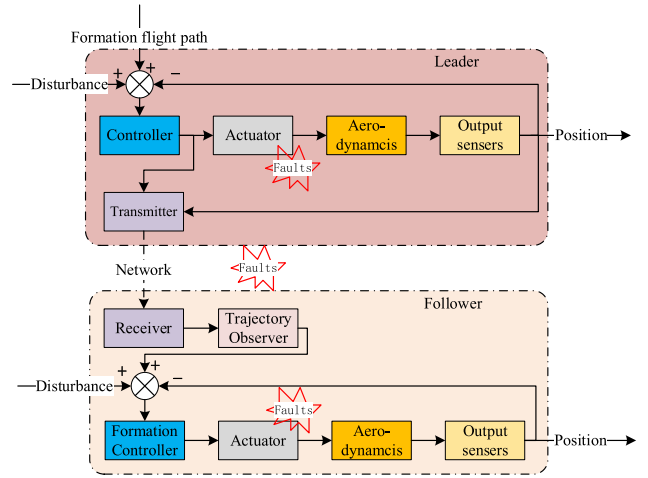 Formation flight path
Leader
Disturbance
+
+
−
Controller
Actuator
Aero-
dynamcis
Output
sensers
Position
Faults
Transmitter
Network
Faults
Follower
Receiver
Trajectory
Observer
Disturbance
+
+
−
Faults
Formation
Controller
Actuator
Aero-
dynamcis
Output
sensers
Position